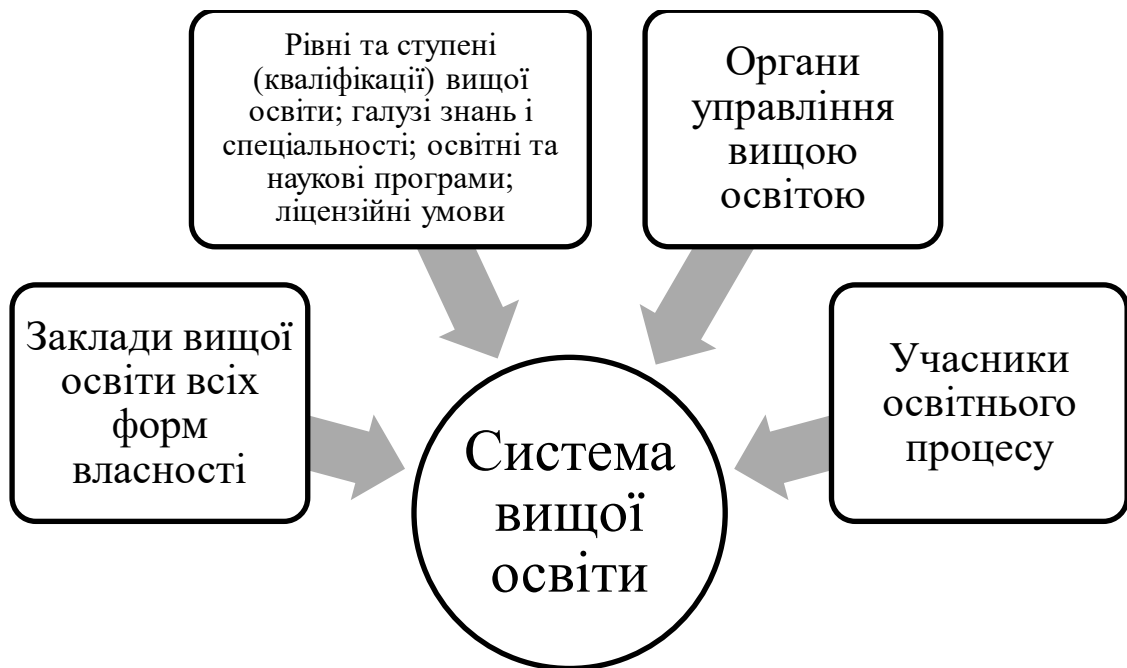 Рівні та ступені
(кваліфікації) вищої
освіти; галузі знань і
спеціальності; освітні та
наукові програми;
ліцензійні умови
Органи
управління
вищою
освітою
Заклади вищої
освіти всіх
форм
власності
Учасники
освітнього
процесу
Система
вищої
освіти